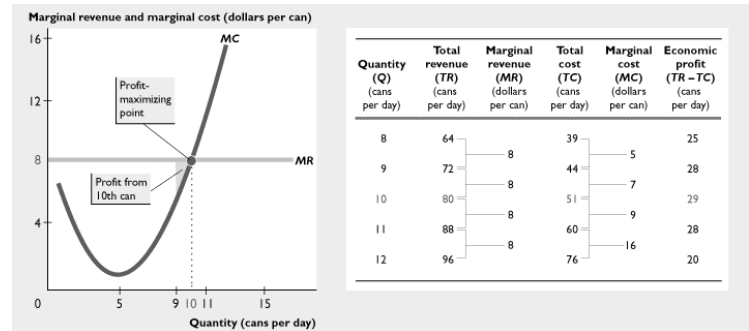 Marginal revenue and marginal cost (dollars per can)
16
MC
12
Profit-
maximizing
point
8
MR
Profit from
10th can
4
0 5 9 10 11 15
Quantity (cans per day)
Quantity
(Q)
(cans
per day)
Total
revenue
(TR)
(cans
per day)
Marginal
revenue
(MR)
(dollars
per can)
Total
cost
(TC)
(cans
per day)
Marginal
cost
(MC)
(dollars
per can)
Economic
profit
(TR – TC)
(cans
per day)
8 64 39 25
8 5
9 72 44 28
8 7
10 80 51 29
8 9
11 88 60 28
8 16
12 96 76 20